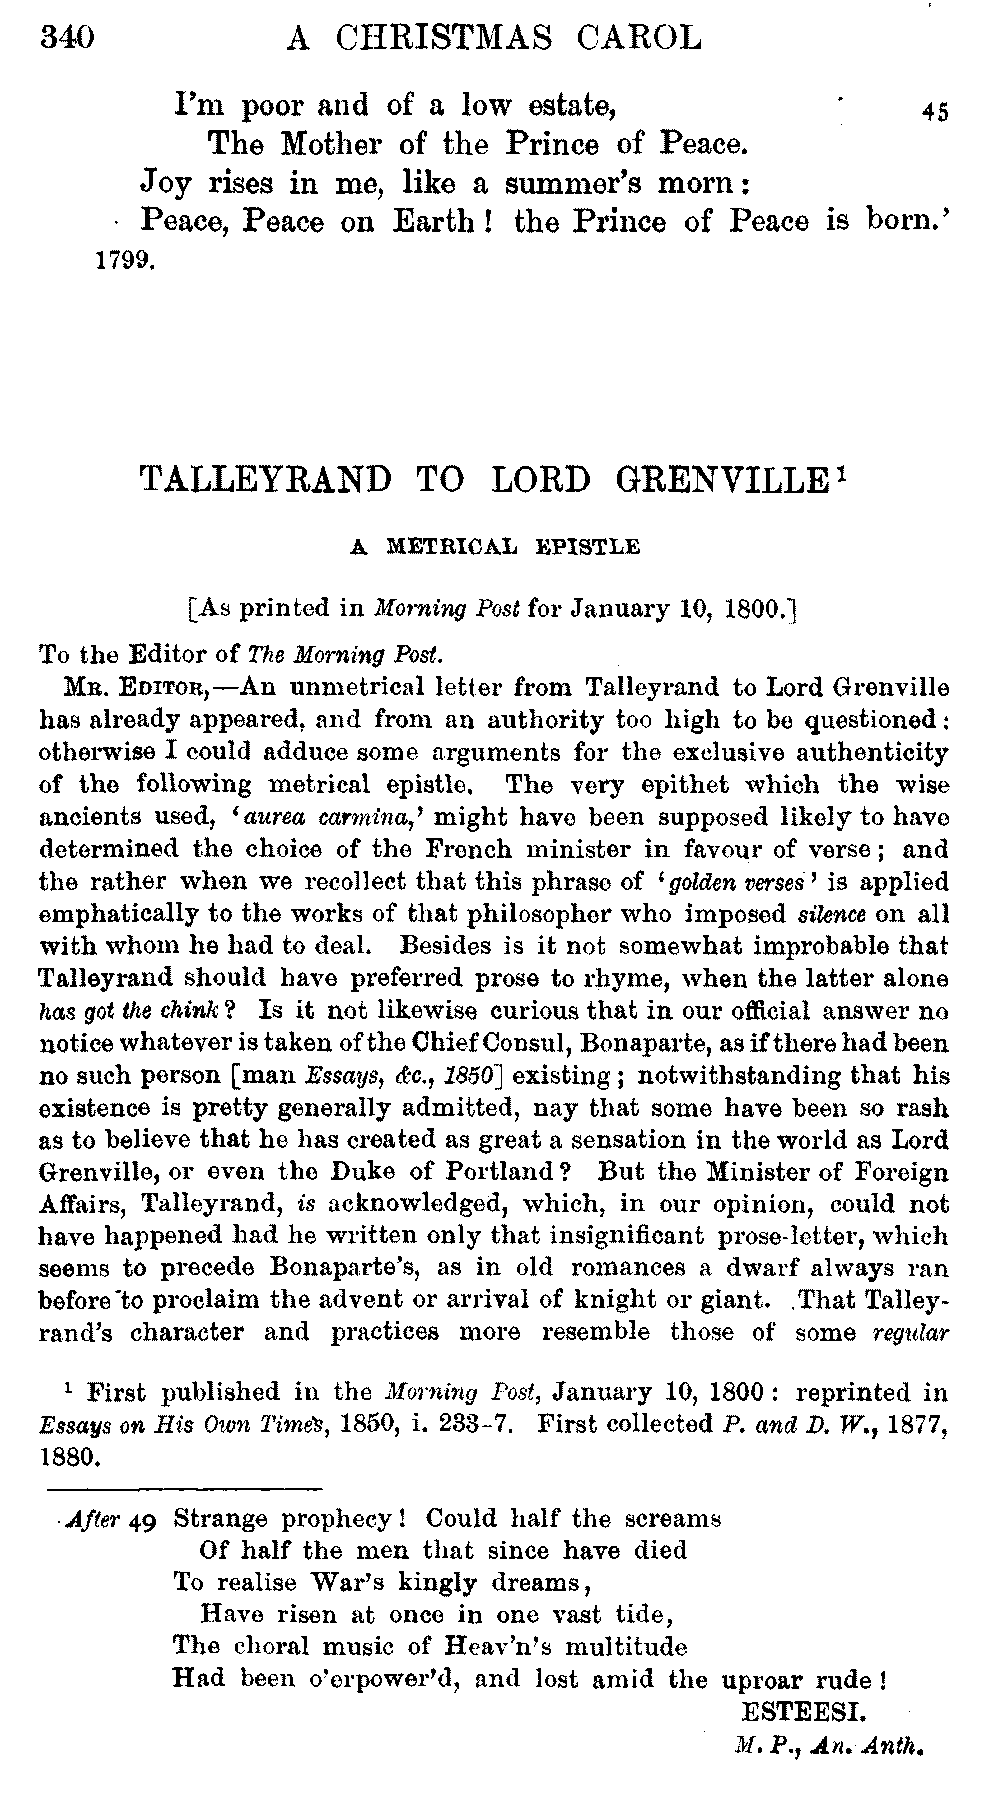 340 A CHRISTMAS CAROL
I'm poor and of a low estate, 45
The Mother of the Prince of Peace.
Joy rises in me, like a summer's morn:
Peace, Peace on Earth! the Prince of Peace is born.'
1799.
TALLEYRAND TO LORD GRENVILLE¹
A METRICAL EPISTLE
[As printed in Morning Post for January 10, 1800.]
To the Editor of The Morning Post.
MR. EDITOR,—An unmetrical letter from Talleyrand to Lord Grenville
has already appeared, and from an authority too high to be questioned:
otherwise I could adduce some arguments for the exclusive authenticity
of the following metrical epistle. The very epithet which the wise
ancients used, 'aurea carmina,' might have been supposed likely to have
determined the choice of the French minister in favour of verse; and
the rather when we recollect that this phrase of 'golden verses' is applied
emphatically to the works of that philosopher who imposed silence on all
with whom he had to deal. Besides is it not somewhat improbable that
Talleyrand should have preferred prose to rhyme, when the latter alone
has got the chink? Is it not likewise curious that in our official answer no
notice whatever is taken of the Chief Consul, Bonaparte, as if there had been
no such person [man Essays, &c., 1850] existing; notwithstanding that his
existence is pretty generally admitted, nay that some have been so rash
as to believe that he has created as great a sensation in the world as Lord
Grenville, or even the Duke of Portland? But the Minister of Foreign
Affairs, Talleyrand, is acknowledged, which, in our opinion, could not
have happened had he written only that insignificant prose-letter, which
seems to precede Bonaparte's, as in old romances a dwarf always ran
before to proclaim the advent or arrival of knight or giant. That Talley-
rand's character and practices more resemble those of some regular
¹ First published in the Morning Post, January 10, 1800: reprinted in
Essays on His Own Times, 1850, i. 233-7. First collected P. and D. W., 1877,
1880.
After 49 Strange prophecy! Could half the screams
Of half the men that since have died
To realise War's kingly dreams,
Have risen at once in one vast tide,
The choral music of Heav'n's multitude
Had been o'erpower'd, and lost amid the uproar rude!
ESTEESI.
M. P., An. Anth.